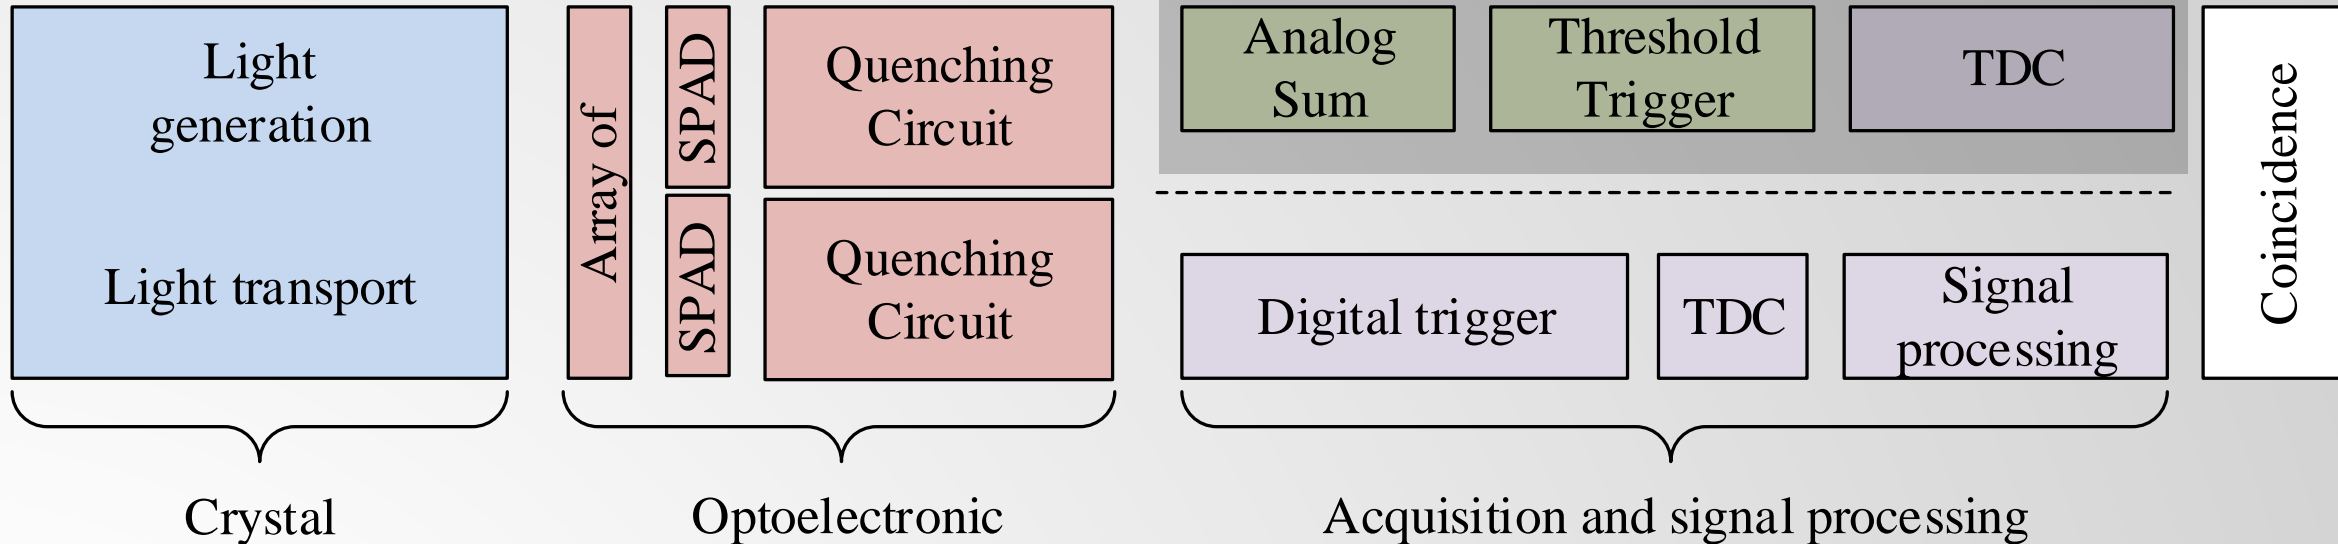 Light
generation
Light transport
Array of
SPAD
SPAD
Quenching
Circuit
Quenching
Circuit
Analog
Sum
Threshold
Trigger
TDC
Digital trigger
TDC
Signal
processing
Coincidence
Crystal
Optoelectronic
Acquisition and signal processing